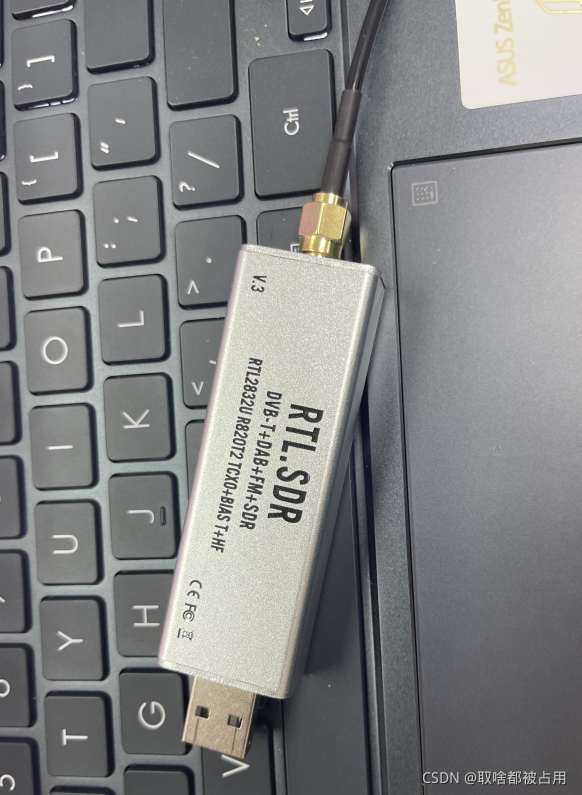 RTL.SDR
DVB-T+DAB+FM+SDR
RTL2832U R820T2 TCXO+BIAS T+HF
V.3
CE FC
ASUS Zen
Ctrl
} ]
{ [
" '
? /
: ;
P
L
>
.
<
,
O
K
I
J
U
H
Y
G
T
V
CSDN @取啥都被占用